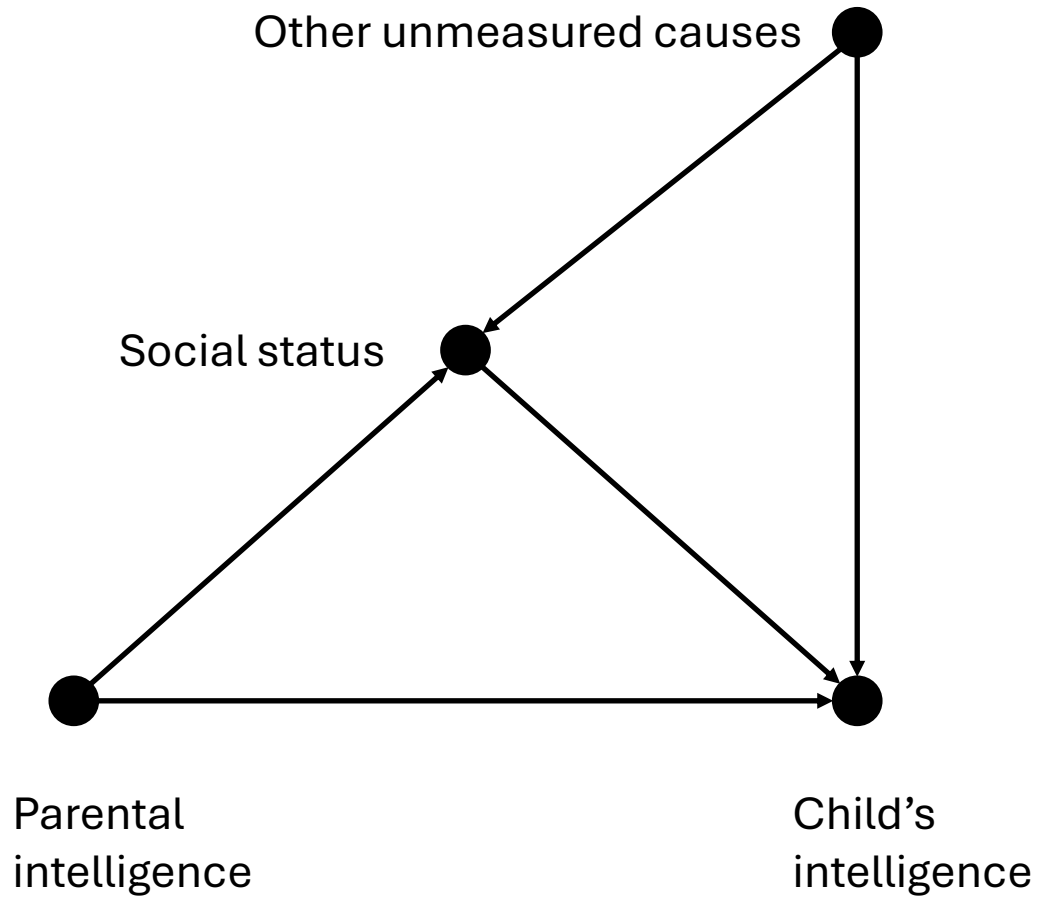 Other unmeasured causes
Social status
Parental
intelligence
Child’s
intelligence